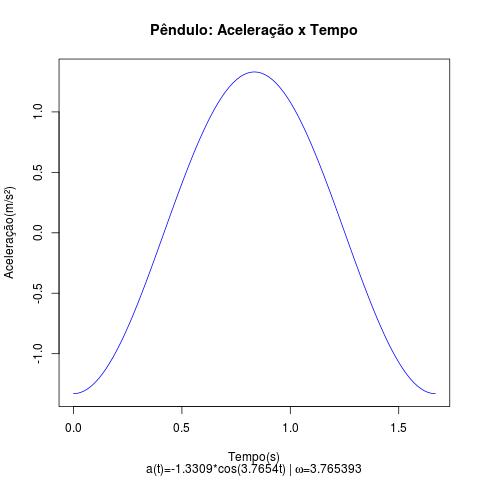 Pêndulo: Aceleração x Tempo
Aceleração(m/s²)
1.0
0.5
0.0
-0.5
-1.0
0.0 0.5 1.0 1.5
Tempo(s)
a(t)=-1.3309*cos(3.7654t) | ω=3.765393